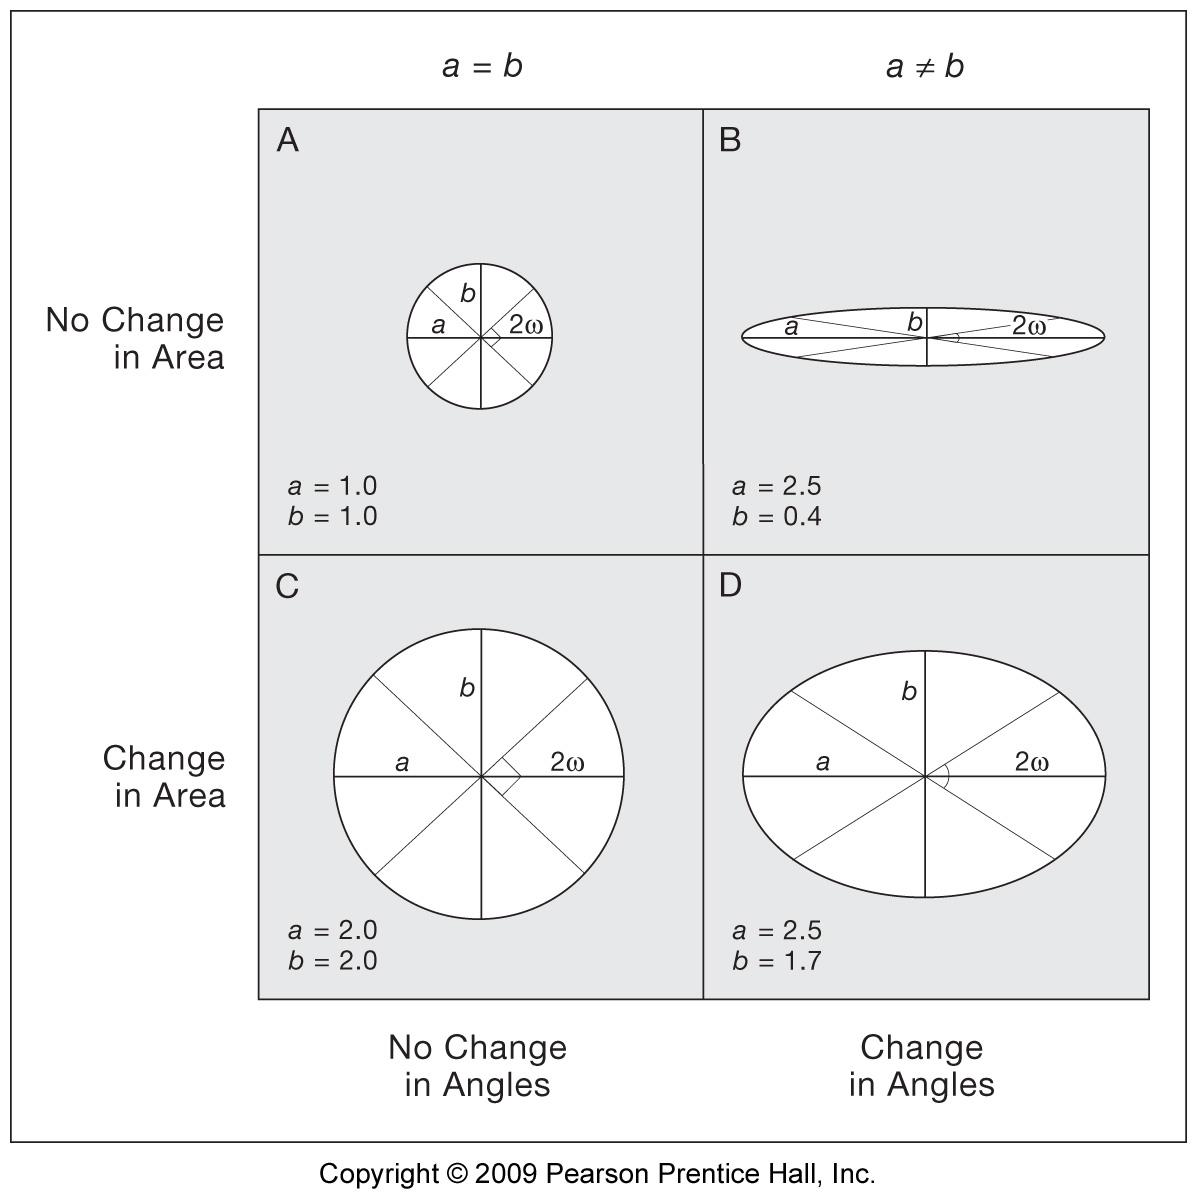 a = b
a ≠ b
A
b
a
2ω
a = 1.0
b = 1.0
B
a
b
2ω
a = 2.5
b = 0.4
No Change
in Area
C
b
a
2ω
a = 2.0
b = 2.0
D
b
a
2ω
a = 2.5
b = 1.7
Change
in Area
No Change
in Angles
Change
in Angles
Copyright © 2009 Pearson Prentice Hall, Inc.